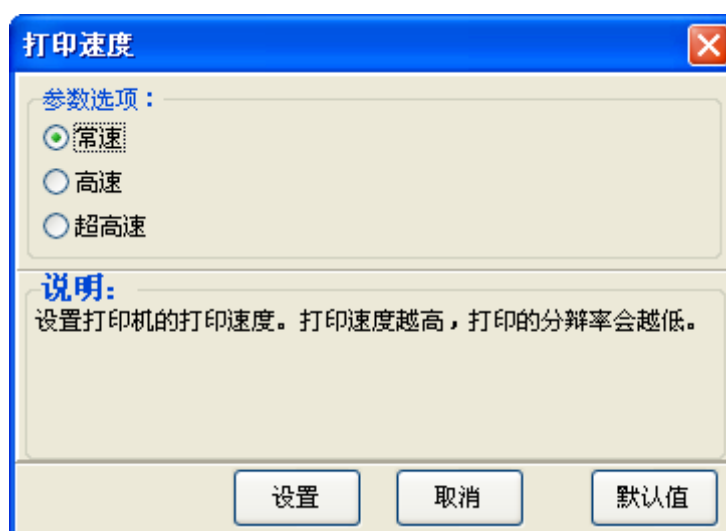 打印速度
参数选项：
常速
高速
超高速
说明:
设置打印机的打印速度。打印速度越高，打印的分辩率会越低。
设置 取消 默认值